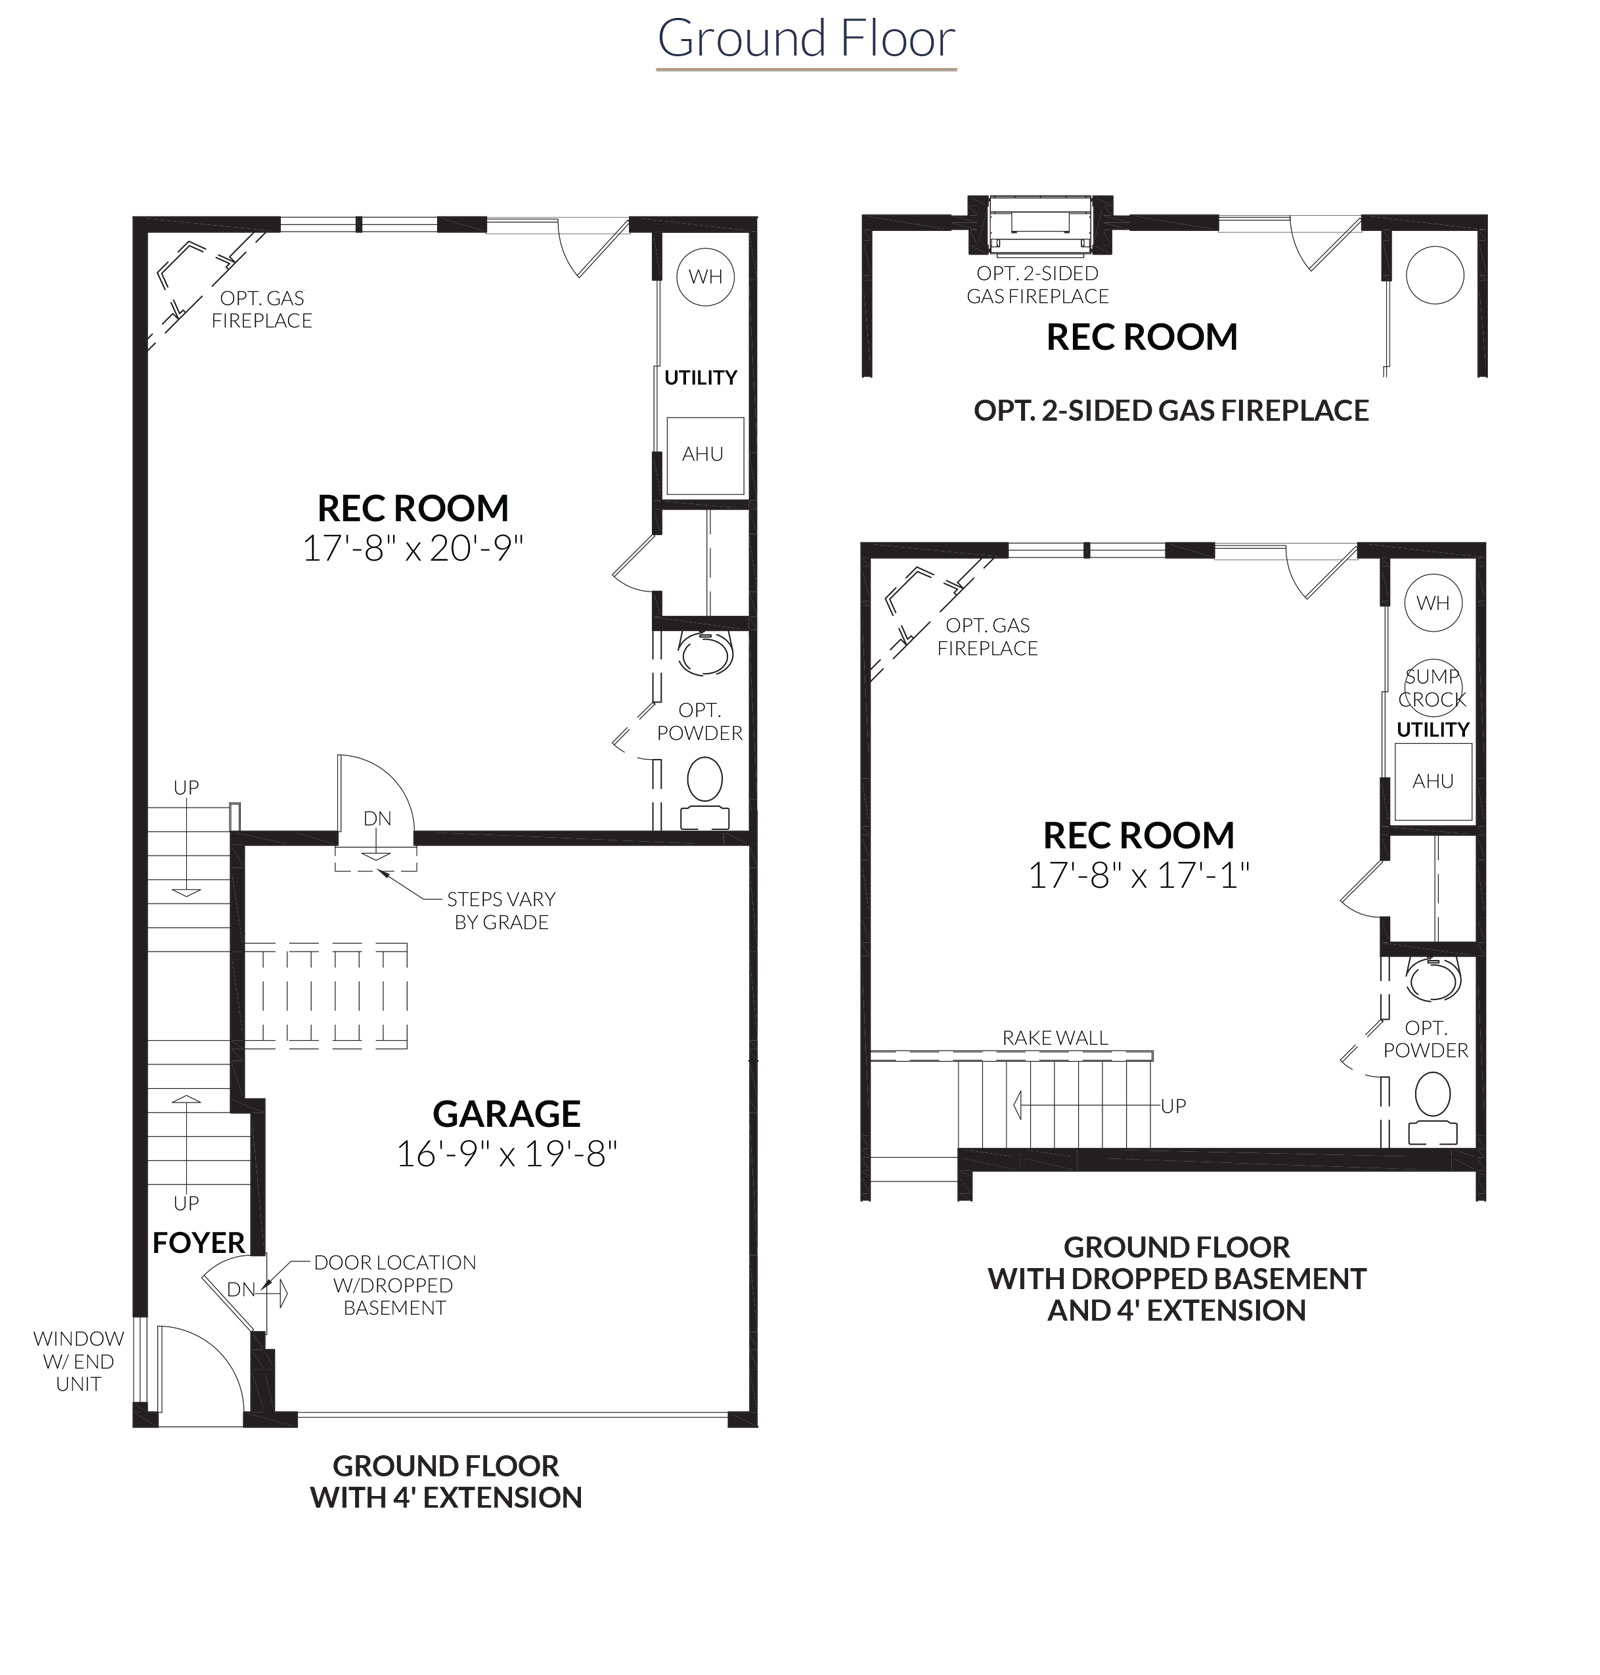 Ground Floor
OPT. GAS
FIREPLACE
WH
UTILITY
AHU
REC ROOM
17'-8" x 20'-9"
OPT.
POWDER
UP
DN
STEPS VARY
BY GRADE
GARAGE
16'-9" x 19'-8"
UP
FOYER
DN
DOOR LOCATION
W/DROPPED
BASEMENT
WINDOW
W/ END
UNIT
GROUND FLOOR
WITH 4' EXTENSION
OPT. 2-SIDED
GAS FIREPLACE
REC ROOM
OPT. 2-SIDED GAS FIREPLACE
OPT. GAS
FIREPLACE
WH
SUMP
CROCK
UTILITY
AHU
REC ROOM
17'-8" x 17'-1"
RAKE WALL
UP
OPT.
POWDER
GROUND FLOOR
WITH DROPPED BASEMENT
AND 4' EXTENSION